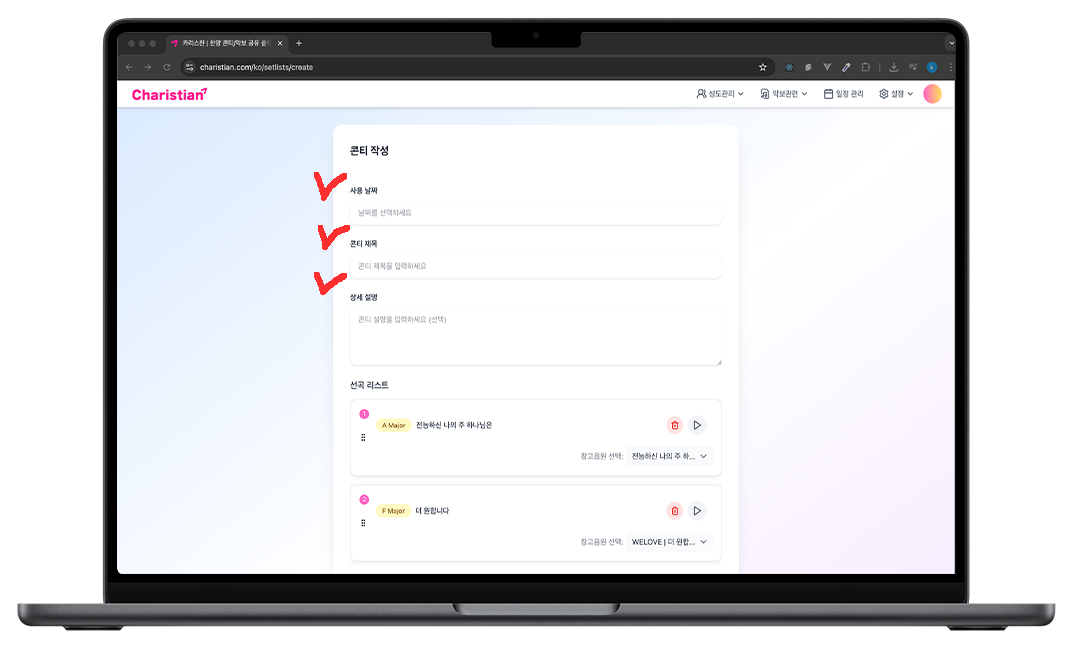 카리스챤 | 찬양 콘티/악보 공유 플
charistian.com/ko/setlists/create
Charistian
성도관리
악보관련
일정 관리
설정
콘티 작성
사용 날짜
날짜를 선택하세요
콘티 제목
콘티 제목을 입력하세요
상세 설명
콘티 설명을 입력하세요 (선택)
선곡 리스트
1
A Major 전능하신 나의 주 하나님은
참고음원 선택: 전능하신 나의 주 하...
2
F Major 더 원합니다
참고음원 선택: WELOVE | 더 원합...